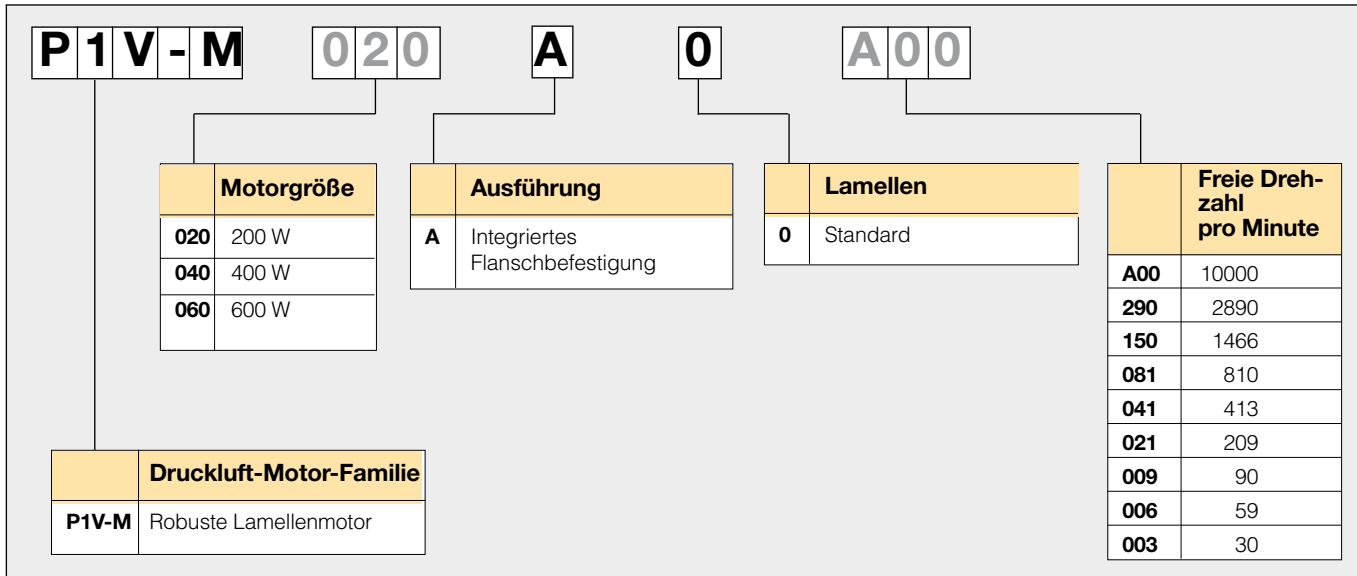 P1V-M 020 A 0 A00
Motorgröße
020 200 W
040 400 W
060 600 W
Ausführung
A Integriertes
Flanschbefestigung
Lamellen
0 Standard
Freie Dreh-
zahl
pro Minute
A00 10000
290 2890
150 1466
081 810
041 413
021 209
009 90
006 59
003 30
Druckluft-Motor-Familie
P1V-M Robuste Lamellenmotor